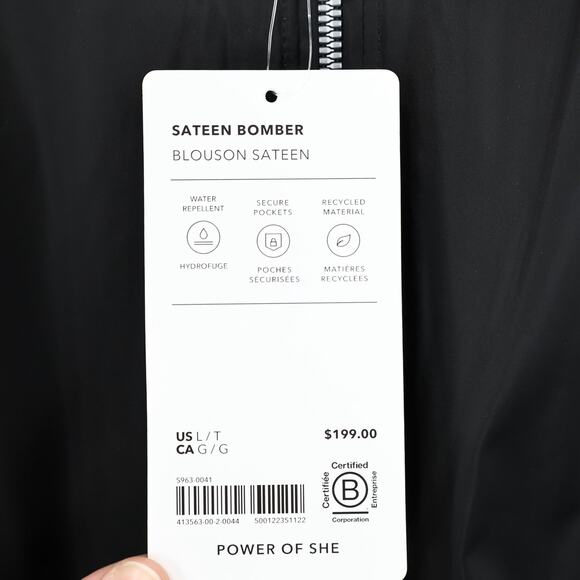 SATEEN BOMBER
BLOUSON SATEEN
WATER REPELLENT
SECURE POCKETS
RECYCLED MATERIAL
HYDROFUGE
POCHES SÉCURISÉES
MATIÈRES RECYCLÉES
US L / T
CA G / G
$199.00
S963-0041
413563-00-2-0044
500122351122
Certified
Certifiée
B
Entreprise
Corporation
POWER OF SHE